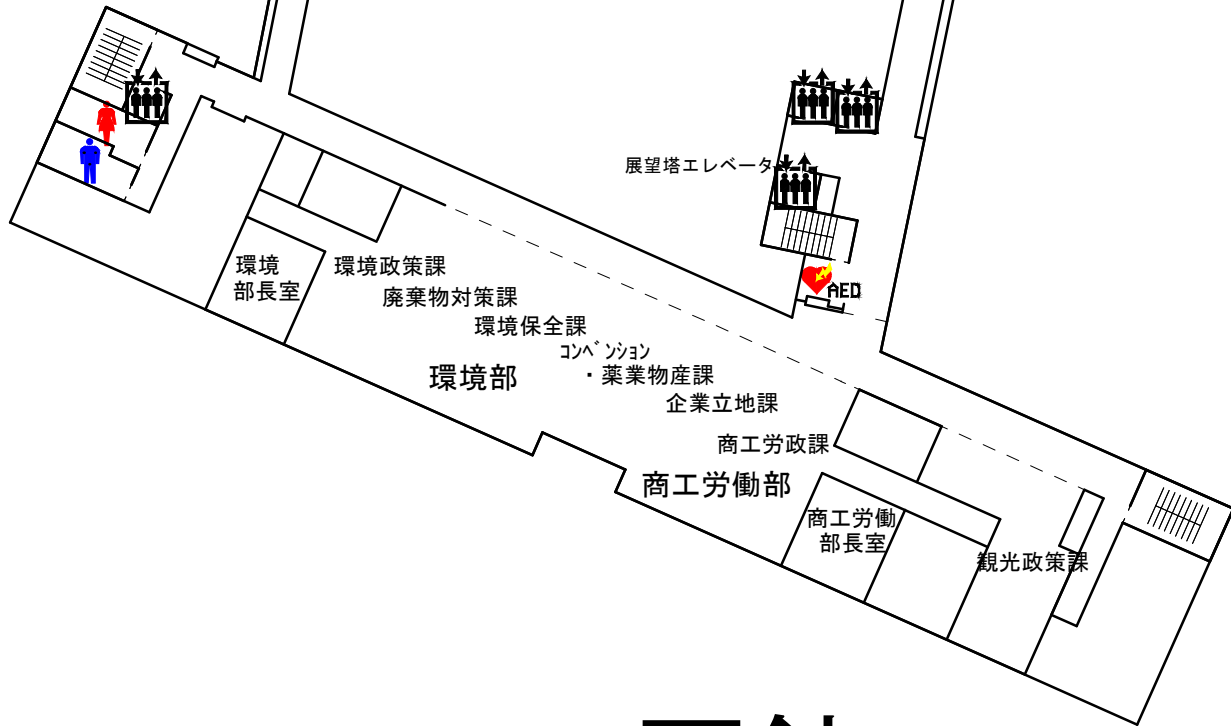 展望塔エレベータ
AED
環境
部長室
環境政策課
廃棄物対策課
環境保全課
コンベンション
・薬業物産課
環境部
企業立地課
商工労政課
商工労働部
商工労働
部長室
観光政策課